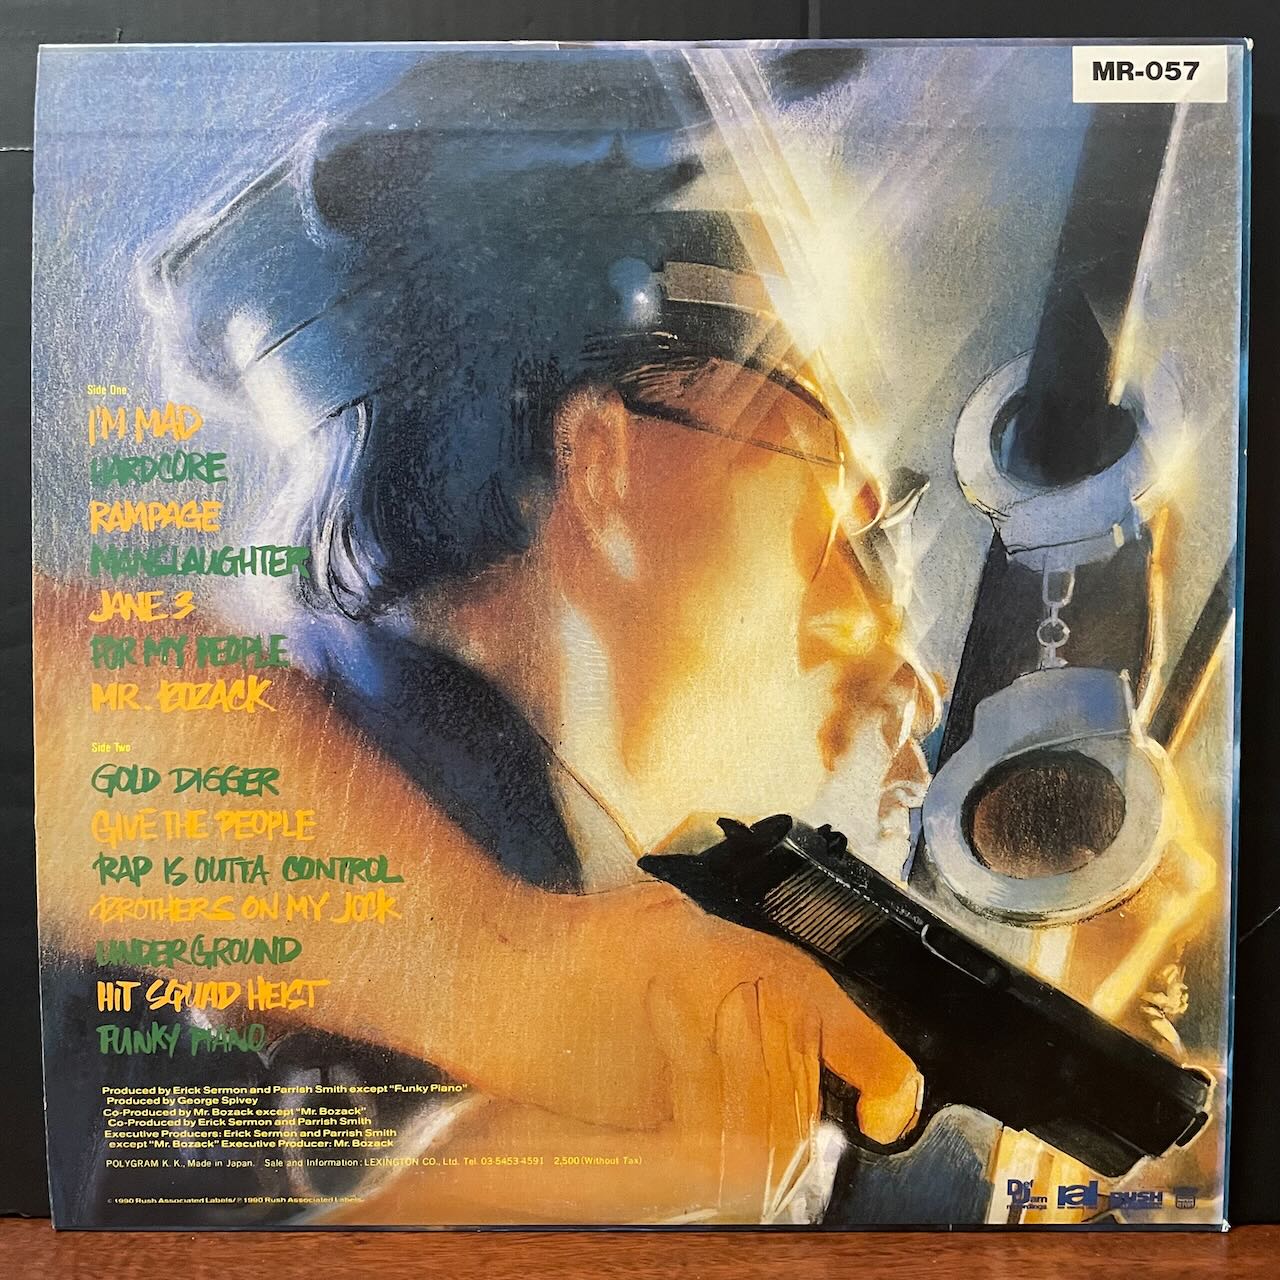 MR-057
Side One
I'M MAD
HARDCORE
RAMPAGE
MANSLAUGHTER
JANE 3
FOR MY PEOPLE
MR. BOZACK
Side Two
GOLD DIGGER
GIVE THE PEOPLE
RAP IS OUTTA CONTROL
BROTHERS ON MY JOCK
UNDERGROUND
HIT SQUAD HEIST
FUNKY PIANO
Produced by Erick Sermon and Parrish Smith except "Funky Piano"
Produced by George Spivey
Co-Produced by Mr. Bozack except "Mr. Bozack"
Co-Produced by Erick Sermon and Parrish Smith
Executive Producers: Erick Sermon and Parrish Smith
except "Mr. Bozack" Executive Producer: Mr. Bozack
POLYGRAM K. K., Made in Japan. Sale and Information: LEXINGTON CO., Ltd. Tel. 03-5453-4591 2,500 (Without Tax)
© 1990 Rush Associated Labels/℗ 1990 Rush Associated Labels.
Def Jam recordings ral RUSH